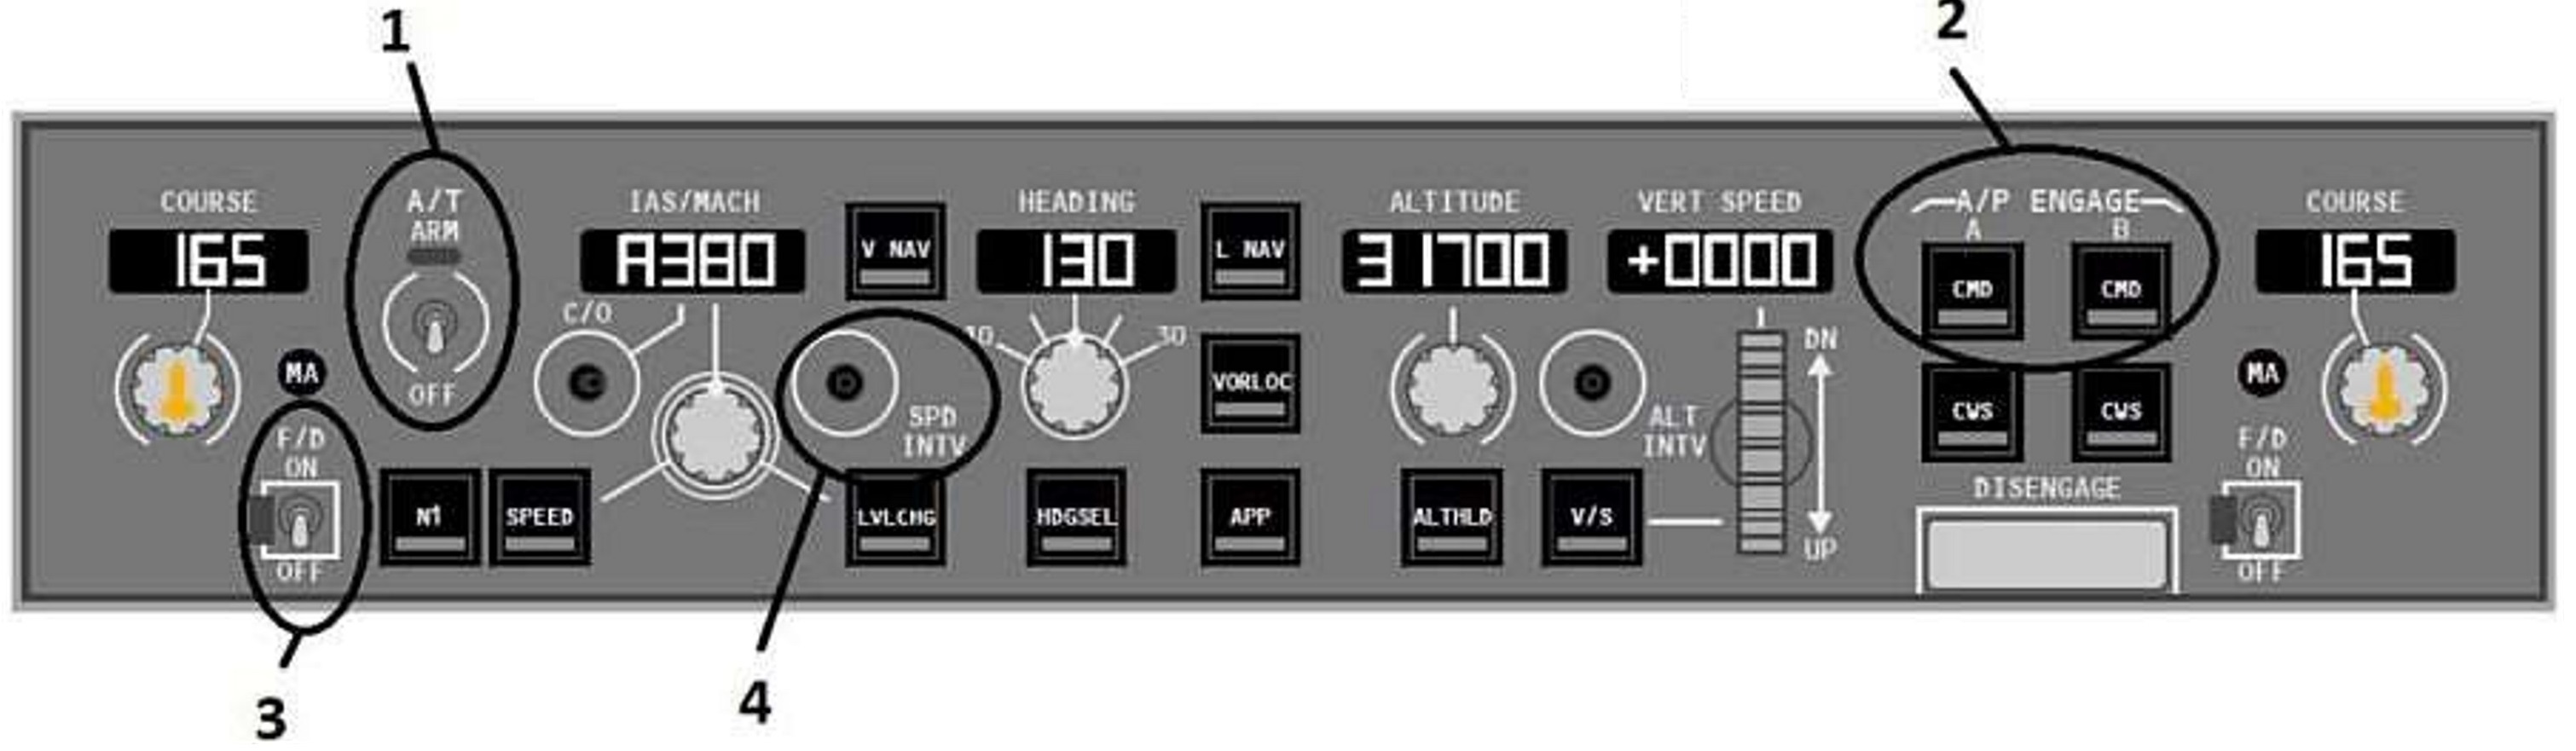 1
2
COURSE
A/T
ARM
IAS/MACH
HEADING
ALTITUDE
VERT SPEED
A/P ENGAGE
A B
COURSE
165
A380
V NAV
130
L NAV
31700
+0000
CMD
CMD
165
C/O
10
30
DN
MA
OFF
VORLOC
MA
SPD
INTV
ALT
INTV
CWS
CWS
F/D
ON
F/D
ON
DISENGAGE
N1
SPEED
LVLCHG
HDGSEL
APP
ALTHLD
V/S
UP
OFF
OFF
3
4